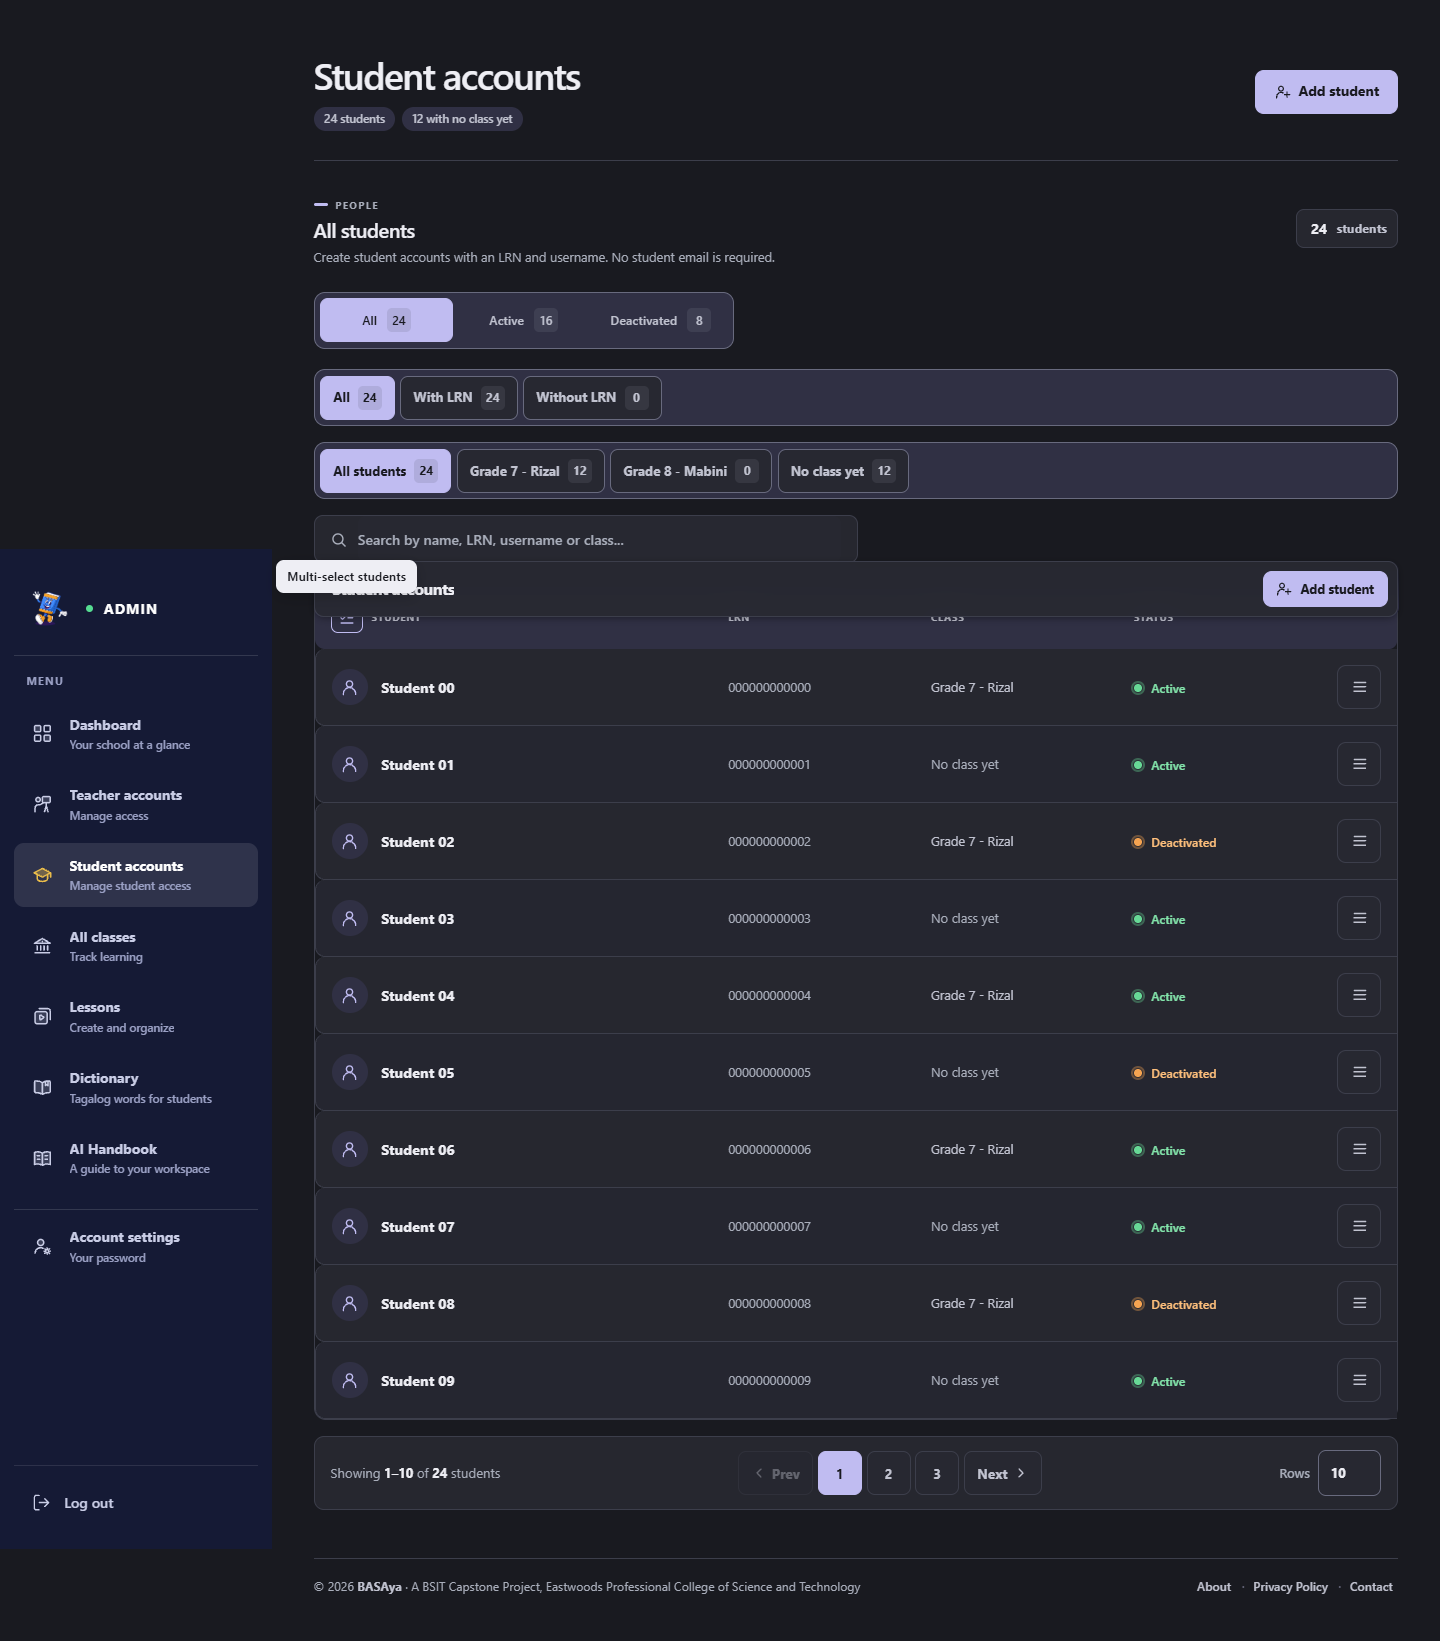 Student accounts
24 students
12 with no class yet
Add student
PEOPLE
All students
Create student accounts with an LRN and username. No student email is required.
24 students
All 24
Active 16
Deactivated 8
All 24
With LRN 24
Without LRN 0
All students 24
Grade 7 - Rizal 12
Grade 8 - Mabini 0
No class yet 12
Search by name, LRN, username or class...
Multi-select students
Student accounts
Add student
STUDENT LRN CLASS STATUS
Student 00 000000000000 Grade 7 - Rizal Active
Student 01 000000000001 No class yet Active
Student 02 000000000002 Grade 7 - Rizal Deactivated
Student 03 000000000003 No class yet Active
Student 04 000000000004 Grade 7 - Rizal Active
Student 05 000000000005 No class yet Deactivated
Student 06 000000000006 Grade 7 - Rizal Active
Student 07 000000000007 No class yet Active
Student 08 000000000008 Grade 7 - Rizal Deactivated
Student 09 000000000009 No class yet Active
Showing 1–10 of 24 students
Prev 1 2 3 Next
Rows 10
ADMIN
MENU
Dashboard
Your school at a glance
Teacher accounts
Manage access
Student accounts
Manage student access
All classes
Track learning
Lessons
Create and organize
Dictionary
Tagalog words for students
AI Handbook
A guide to your workspace
Account settings
Your password
Log out
© 2026 BASAya · A BSIT Capstone Project, Eastwoods Professional College of Science and Technology
About · Privacy Policy · Contact